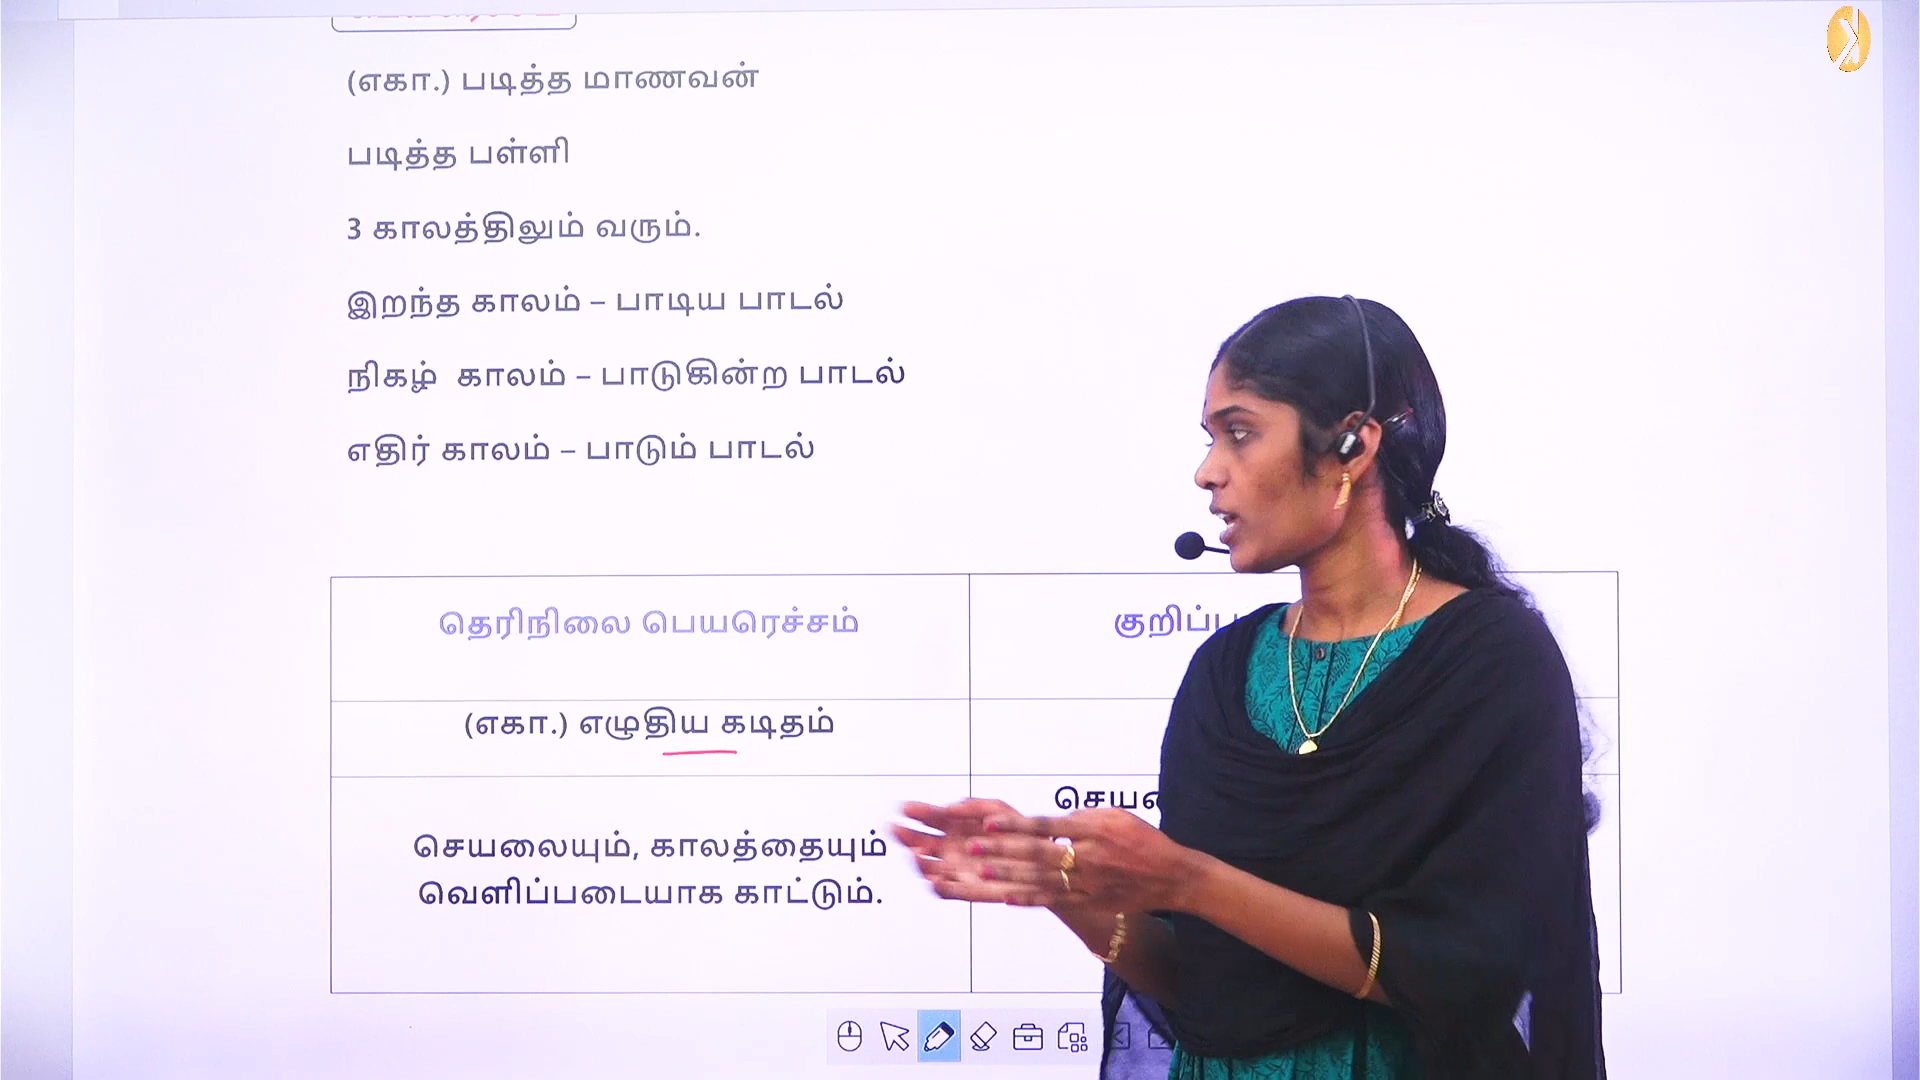 (எகா.) படித்த மாணவன்
படித்த பள்ளி
3 காலத்திலும் வரும்.
இறந்த காலம் – பாடிய பாடல்
நிகழ் காலம் – பாடுகின்ற பாடல்
எதிர் காலம் – பாடும் பாடல்
தெரிநிலை பெயரெச்சம்
(எகா.) எழுதிய கடிதம்
செயலையும், காலத்தையும்
வெளிப்படையாக காட்டும்.